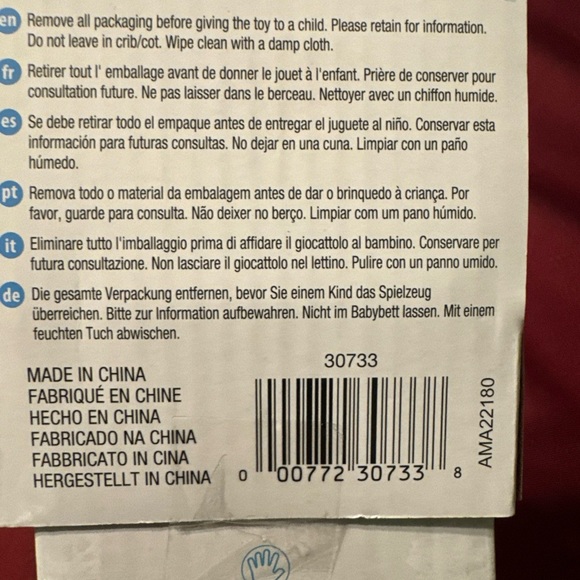 en Remove all packaging before giving the toy to a child. Please retain for information.
Do not leave in crib/cot. Wipe clean with a damp cloth.
fr Retirer tout l' emballage avant de donner le jouet à l'enfant. Prière de conserver pour
consultation future. Ne pas laisser dans le berceau. Nettoyer avec un chiffon humide.
es Se debe retirar todo el empaque antes de entregar el juguete al niño. Conservar esta
información para futuras consultas. No dejar en una cuna. Limpiar con un paño
húmedo.
pt Remova todo o material da embalagem antes de dar o brinquedo à criança. Por
favor, guarde para consulta. Não deixer no berço. Limpiar com um pano húmido.
it Eliminare tutto l'imballaggio prima di affidare il giocattolo al bambino. Conservare per
futura consultazione. Non lasciare il giocattolo nel lettino. Pulire con un panno umido.
de Die gesamte Verpackung entfernen, bevor Sie einem Kind das Spielzeug
überreichen. Bitte zur Information aufbewahren. Nicht im Babybett lassen. Mit einem
feuchten Tuch abwischen.
MADE IN CHINA
FABRIQUÉ EN CHINE
HECHO EN CHINA
FABRICADO NA CHINA
FABBRICATO IN CINA
HERGESTELLT IN CHINA
30733
0 00772 30733 8
AMA22180